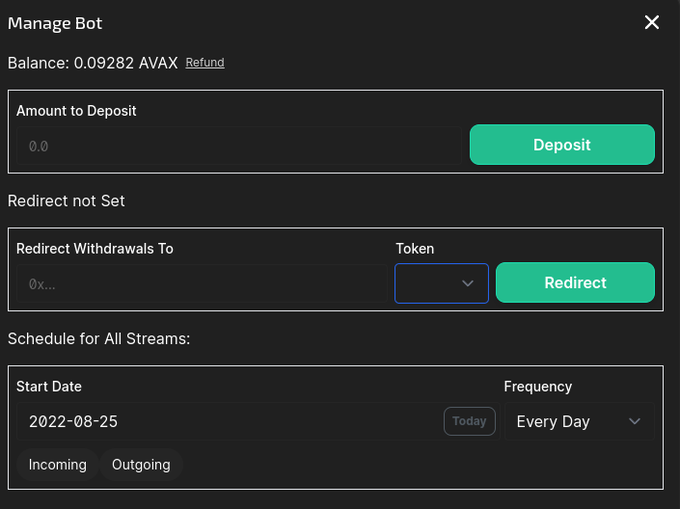 Manage Bot
Balance: 0.09282 AVAX Refund
Amount to Deposit
0.0 Deposit
Redirect not Set
Redirect Withdrawals To Token
0x... Redirect
Schedule for All Streams:
Start Date Frequency
2022-08-25 Today Every Day
Incoming Outgoing